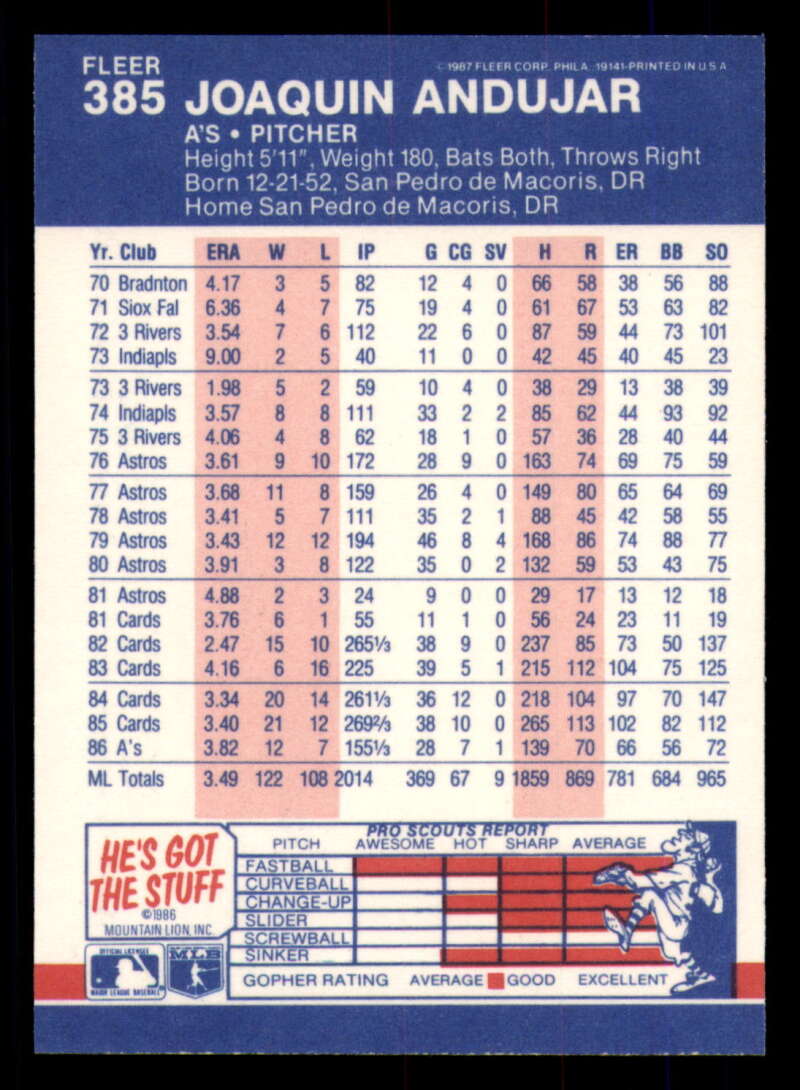 FLEER
©1987 FLEER CORP. PHILA. 19141-PRINTED IN U S A
385 JOAQUIN ANDUJAR
A'S • PITCHER
Height 5'11", Weight 180, Bats Both, Throws Right
Born 12-21-52, San Pedro de Macoris, DR
Home San Pedro de Macoris, DR
Yr. Club ERA W L IP G CG SV H R ER BB SO
70 Bradnton 4.17 3 5 82 12 4 0 66 58 38 56 88
71 Siox Fal 6.36 4 7 75 19 4 0 61 67 53 63 82
72 3 Rivers 3.54 7 6 112 22 6 0 87 59 44 73 101
73 Indiapls 9.00 2 5 40 11 0 0 42 45 40 45 23
73 3 Rivers 1.98 5 2 59 10 4 0 38 29 13 38 39
74 Indiapls 3.57 8 8 111 33 2 2 85 62 44 93 92
75 3 Rivers 4.06 4 8 62 18 1 0 57 36 28 40 44
76 Astros 3.61 9 10 172 28 9 0 163 74 69 75 59
77 Astros 3.68 11 8 159 26 4 0 149 80 65 64 69
78 Astros 3.41 5 7 111 35 2 1 88 45 42 58 55
79 Astros 3.43 12 12 194 46 8 4 168 86 74 88 77
80 Astros 3.91 3 8 122 35 0 2 132 59 53 43 75
81 Astros 4.88 2 3 24 9 0 0 29 17 13 12 18
81 Cards 3.76 6 1 55 11 1 0 56 24 23 11 19
82 Cards 2.47 15 10 265⅓ 38 9 0 237 85 73 50 137
83 Cards 4.16 6 16 225 39 5 1 215 112 104 75 125
84 Cards 3.34 20 14 261⅓ 36 12 0 218 104 97 70 147
85 Cards 3.40 21 12 269⅔ 38 10 0 265 113 102 82 112
86 A's 3.82 12 7 155⅓ 28 7 1 139 70 66 56 72
ML Totals 3.49 122 108 2014 369 67 9 1859 869 781 684 965
HE'S GOT
THE STUFF
©1986
MOUNTAIN LION, INC.
PRO SCOUTS REPORT
PITCH AWESOME HOT SHARP AVERAGE
FASTBALL
CURVEBALL
CHANGE-UP
SLIDER
SCREWBALL
SINKER
GOPHER RATING AVERAGE GOOD EXCELLENT
OFFICIAL LICENSEE
MAJOR LEAGUE BASEBALL
MLB